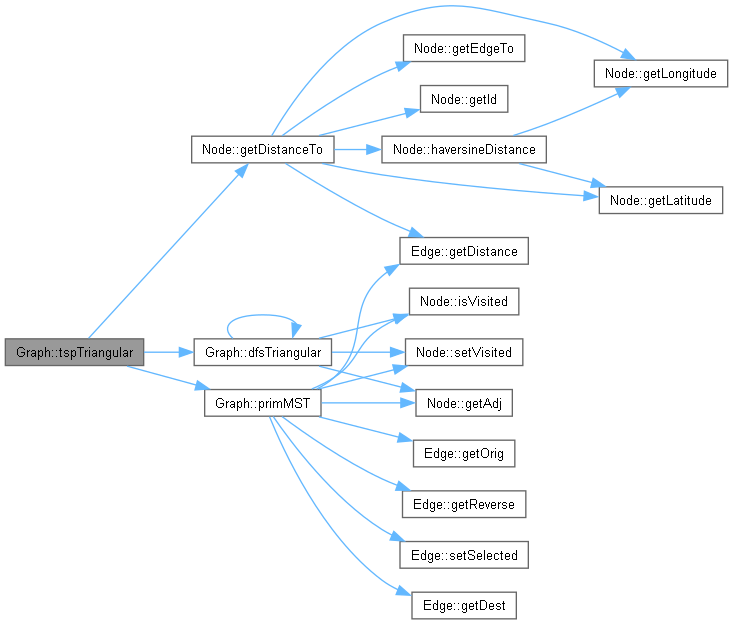 Node::getEdgeTo
Node::getLongitude
Node::getId
Node::getDistanceTo
Node::haversineDistance
Node::getLatitude
Edge::getDistance
Node::isVisited
Graph::tspTriangular
Graph::dfsTriangular
Node::setVisited
Graph::primMST
Node::getAdj
Edge::getOrig
Edge::getReverse
Edge::setSelected
Edge::getDest